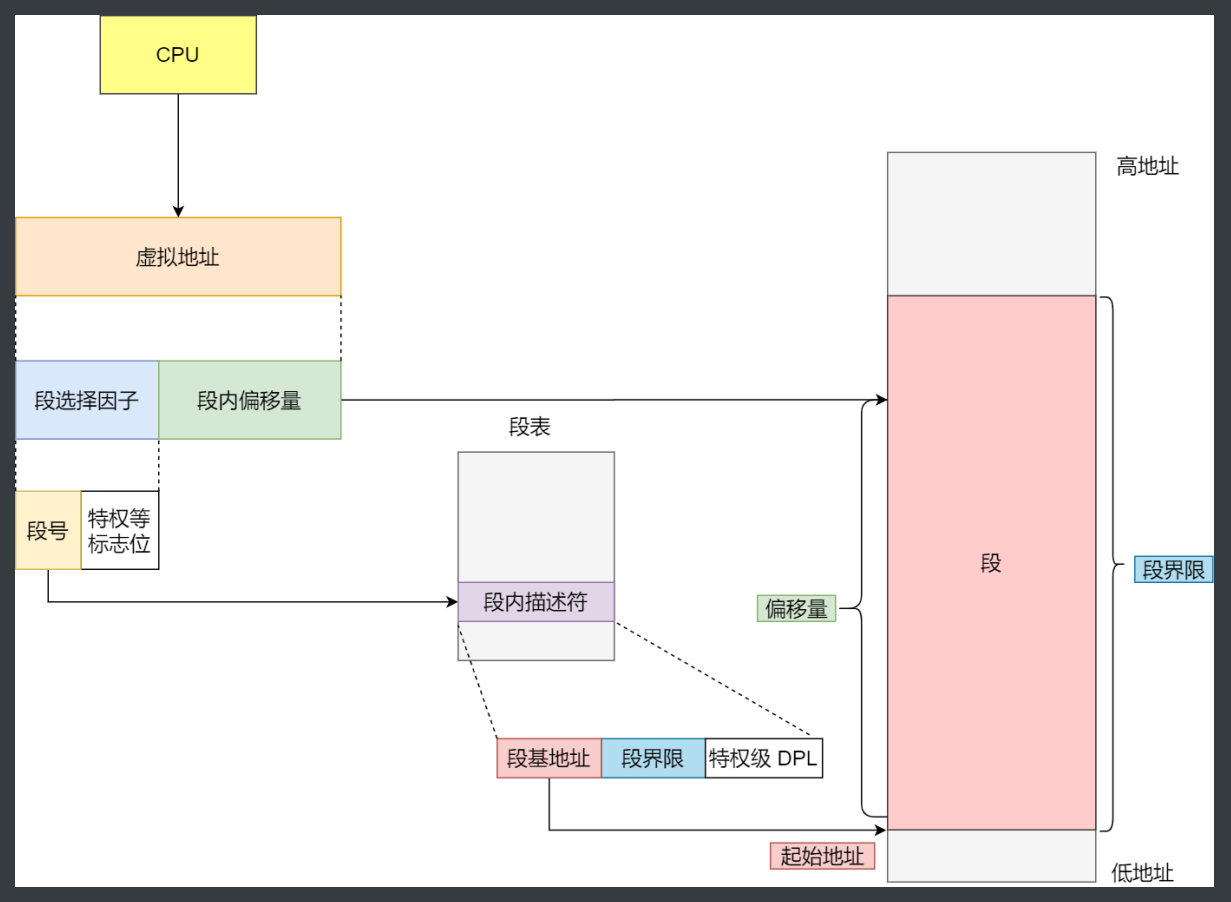 CPU
高地址
虚拟地址
段选择因子
段内偏移量
段表
段号
特权等
标志位
段内描述符
段
段界限
偏移量
段基地址
段界限
特权级 DPL
起始地址
低地址